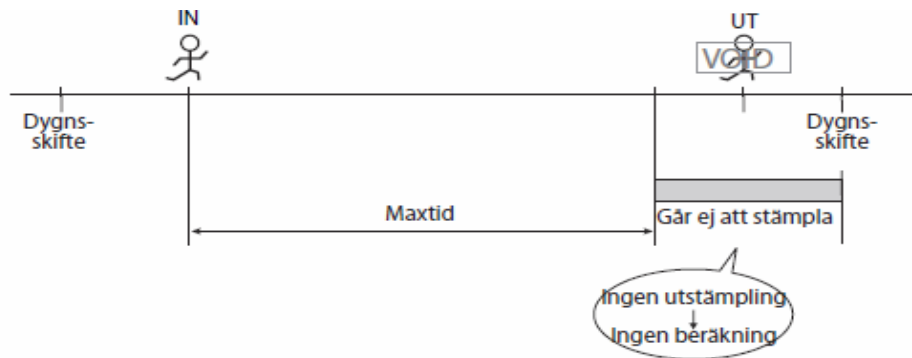 IN
UT
VOID
Dygns-
skifte
Dygns-
skifte
Maxtid
Går ej att stämpla
Ingen utstämpling
Ingen beräkning